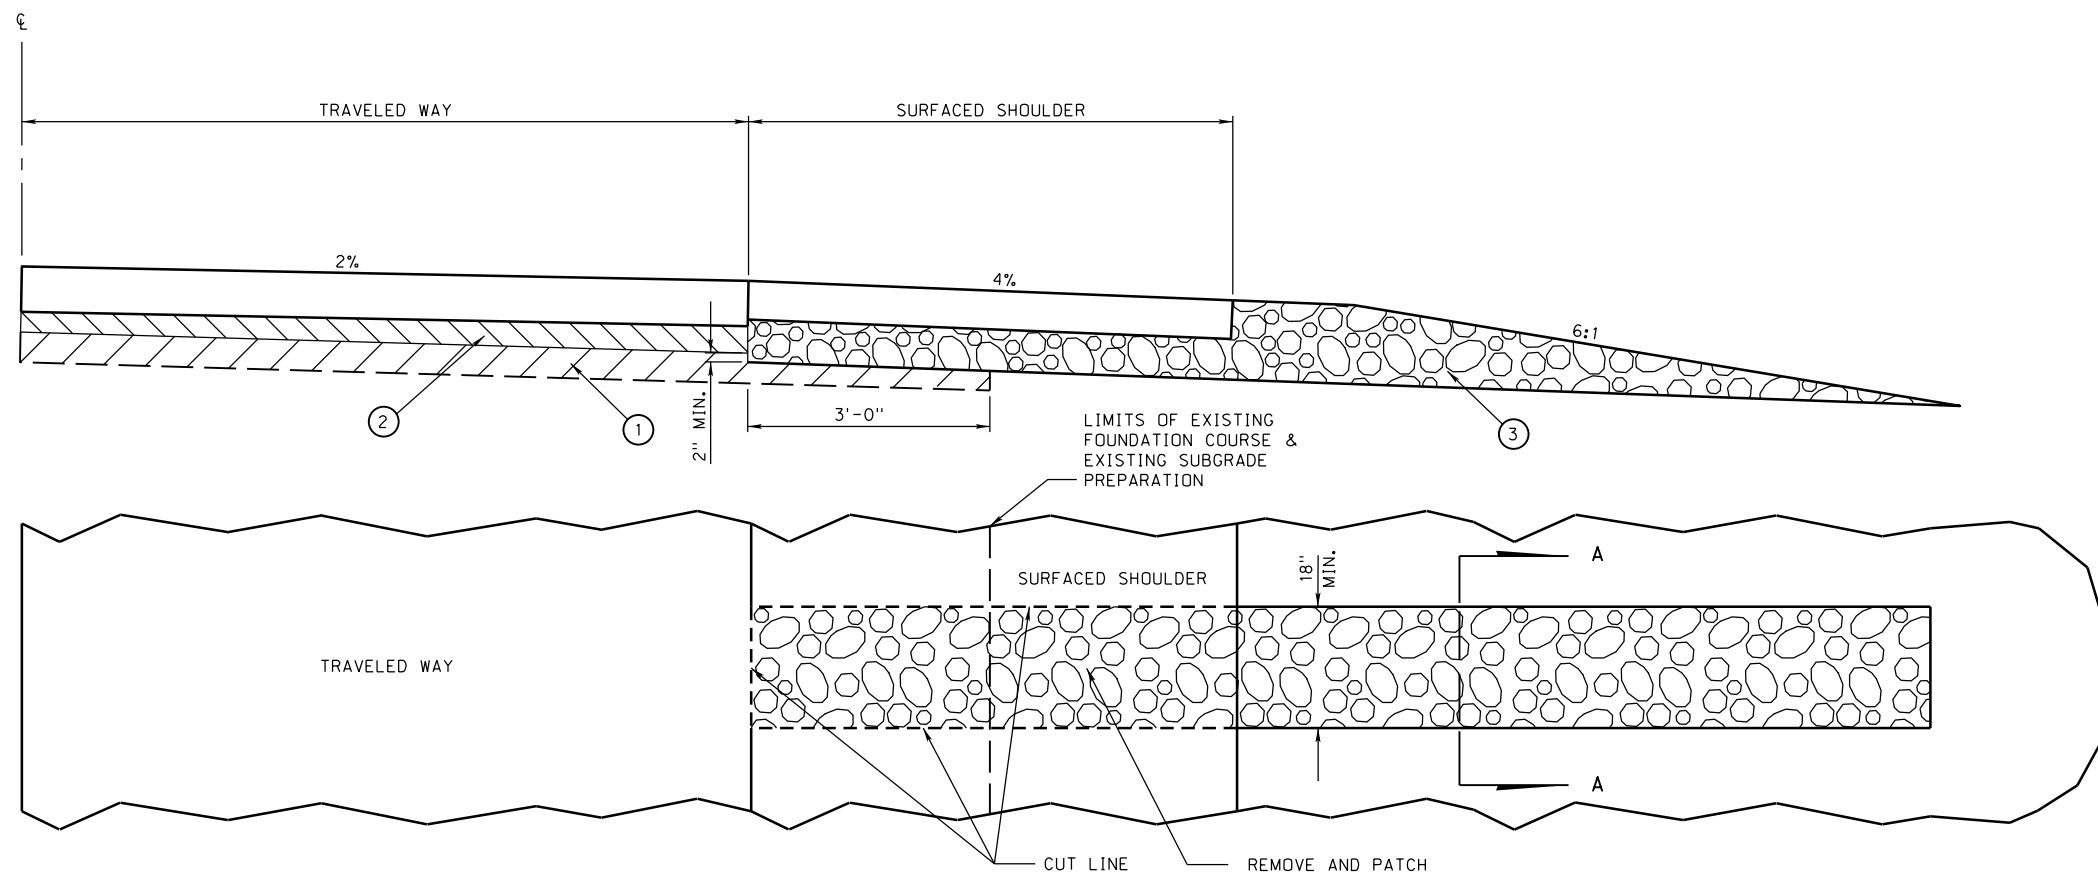 ℄
TRAVELED WAY
SURFACED SHOULDER
2%
4%
6:1
2
1
2" MIN.
3'-0"
3
LIMITS OF EXISTING
FOUNDATION COURSE &
EXISTING SUBGRADE
PREPARATION
18"
MIN.
A
SURFACED SHOULDER
TRAVELED WAY
A
CUT LINE
REMOVE AND PATCH